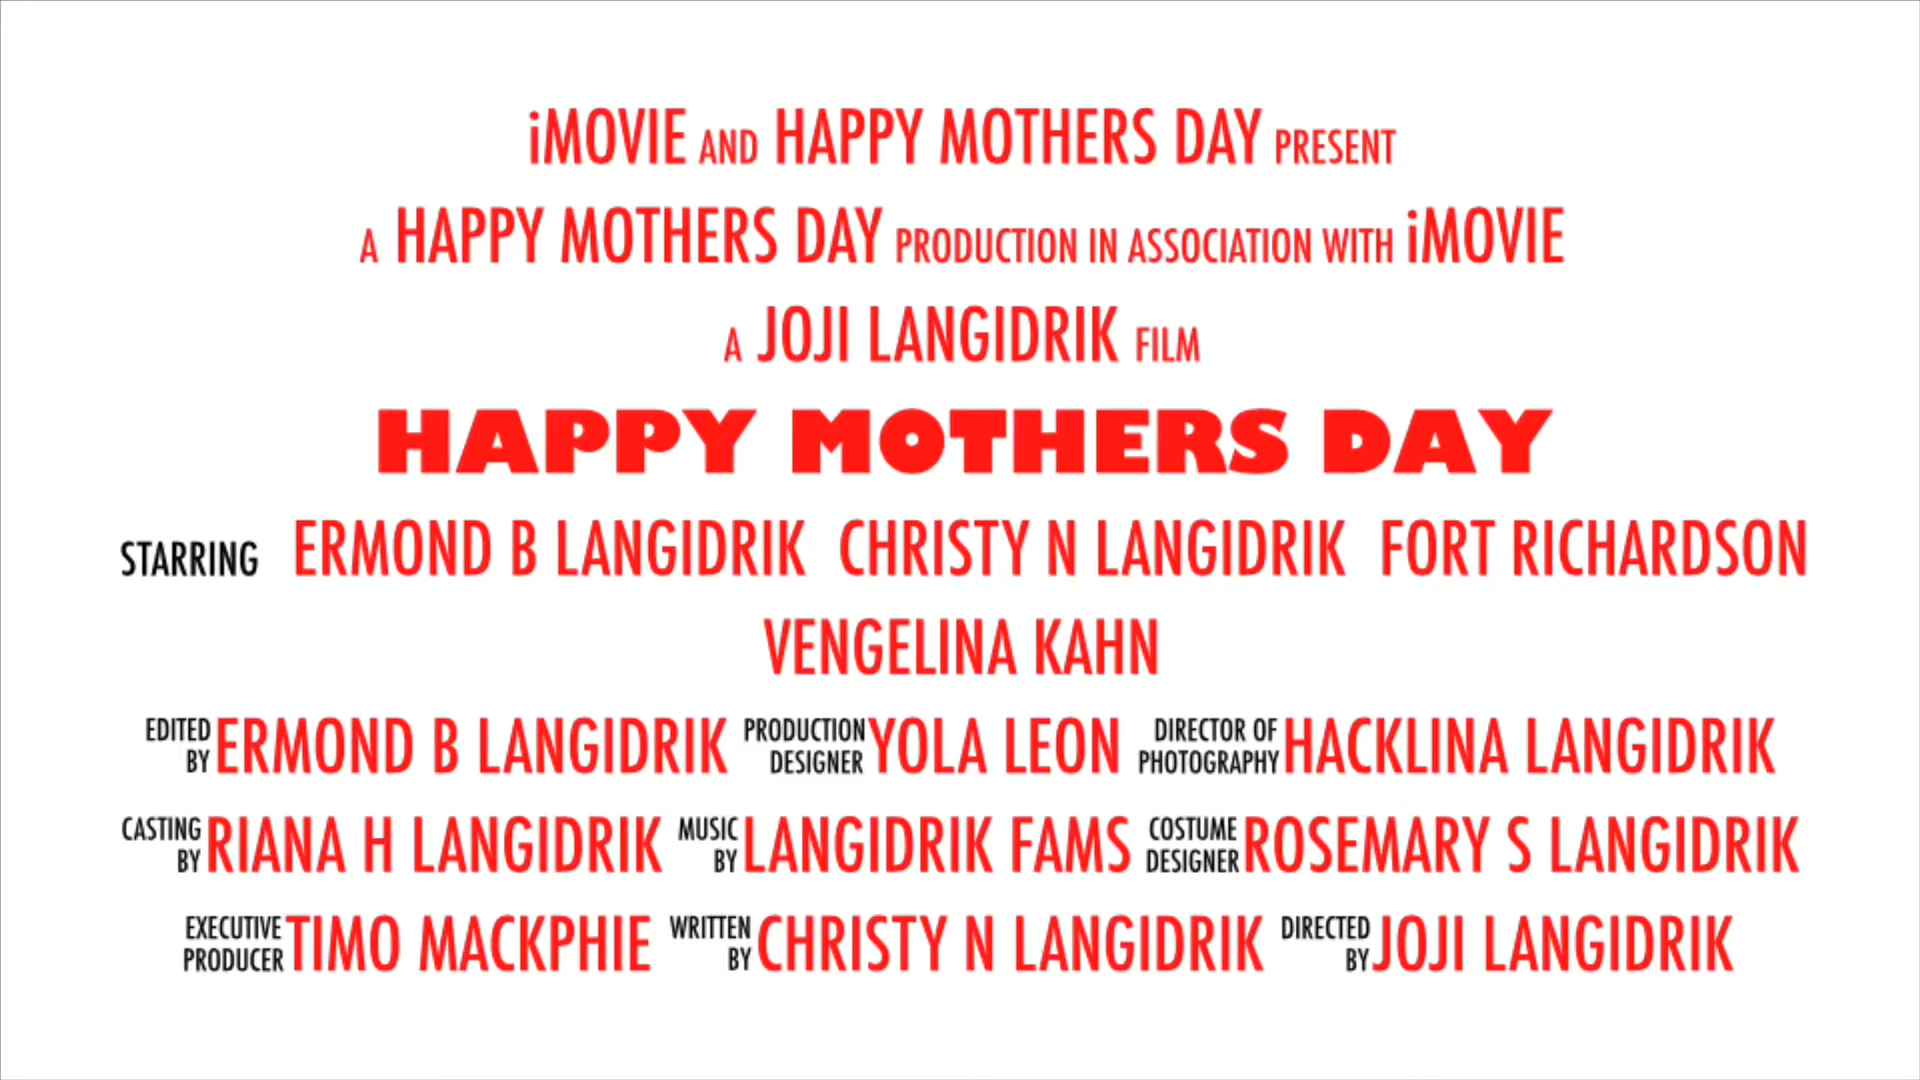 iMOVIE AND HAPPY MOTHERS DAY PRESENT
A HAPPY MOTHERS DAY PRODUCTION IN ASSOCIATION WITH iMOVIE
A JOJI LANGIDRIK FILM
HAPPY MOTHERS DAY
STARRING ERMOND B LANGIDRIK CHRISTY N LANGIDRIK FORT RICHARDSON
VENGELINA KAHN
EDITED BY ERMOND B LANGIDRIK PRODUCTION DESIGNER YOLA LEON DIRECTOR OF PHOTOGRAPHY HACKLINA LANGIDRIK
CASTING BY RIANA H LANGIDRIK MUSIC BY LANGIDRIK FAMS COSTUME DESIGNER ROSEMARY S LANGIDRIK
EXECUTIVE PRODUCER TIMO MACKPHIE WRITTEN BY CHRISTY N LANGIDRIK DIRECTED BY JOJI LANGIDRIK